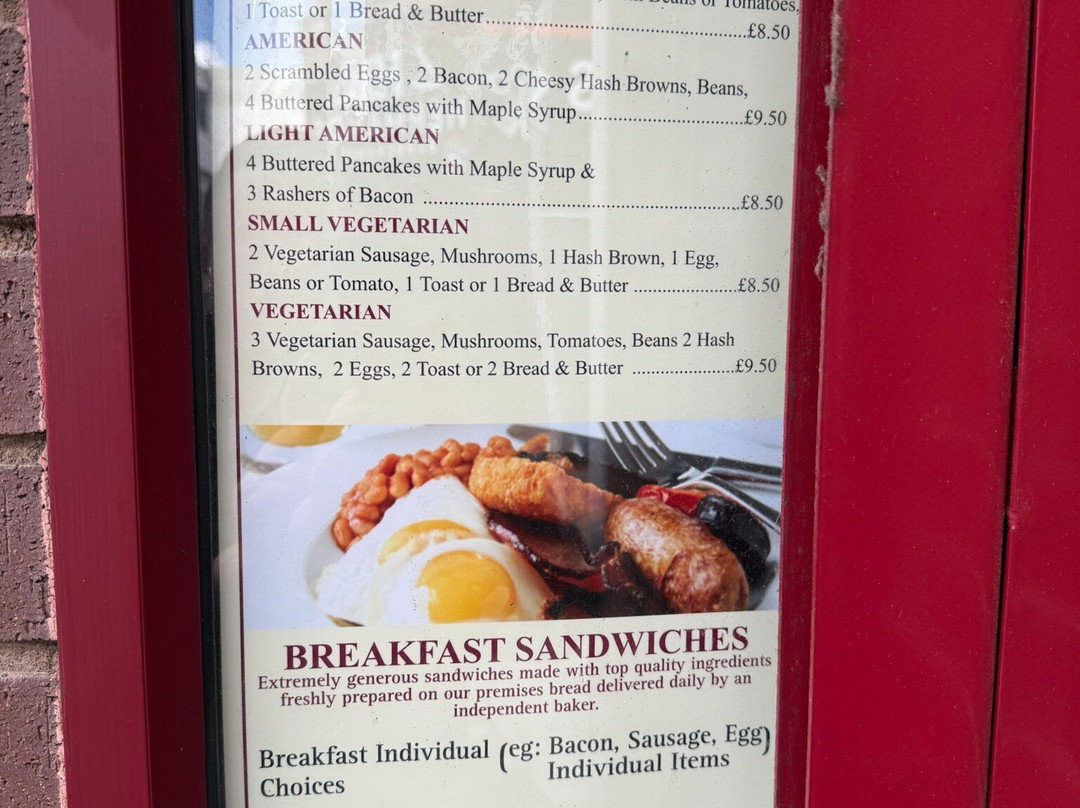 Beans or Tomatoes,
1 Toast or 1 Bread & Butter..................................................£8.50
AMERICAN
2 Scrambled Eggs , 2 Bacon, 2 Cheesy Hash Browns, Beans,
4 Buttered Pancakes with Maple Syrup...............................£9.50
LIGHT AMERICAN
4 Buttered Pancakes with Maple Syrup &
3 Rashers of Bacon ............................................................£8.50
SMALL VEGETARIAN
2 Vegetarian Sausage, Mushrooms, 1 Hash Brown, 1 Egg,
Beans or Tomato, 1 Toast or 1 Bread & Butter ...................£8.50
VEGETARIAN
3 Vegetarian Sausage, Mushrooms, Tomatoes, Beans 2 Hash
Browns,  2 Eggs, 2 Toast or 2 Bread & Butter ...................£9.50
BREAKFAST SANDWICHES
Extremely generous sandwiches made with top quality ingredients
freshly prepared on our premises bread delivered daily by an
independent baker.
Breakfast Individual (eg: Bacon, Sausage, Egg)
Choices Individual Items